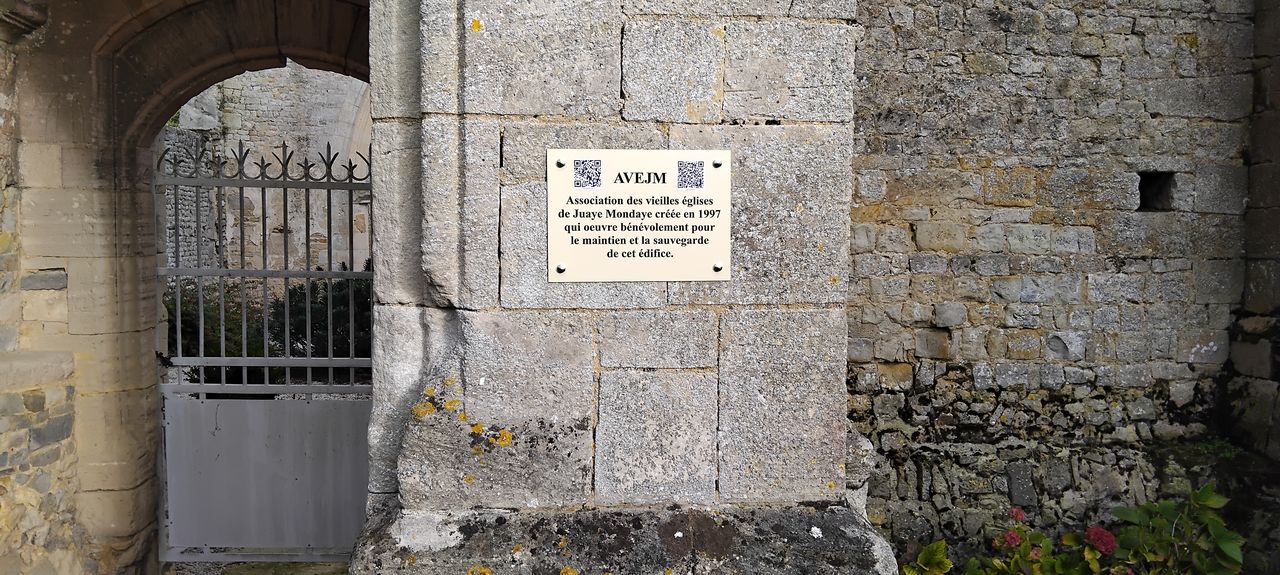 AVEJM
Association des vieilles églises
de Juaye Mondaye créée en 1997
qui oeuvre bénévolement pour
le maintien et la sauvegarde
de cet édifice.